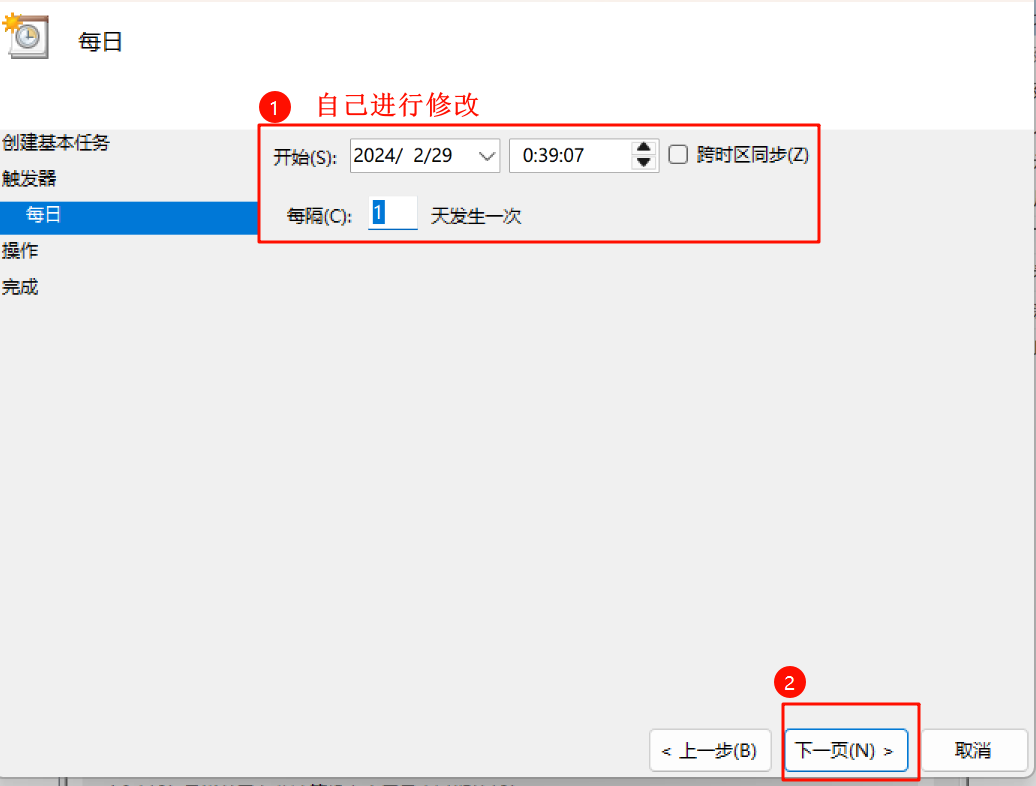 每日
1 自己进行修改
创建基本任务
开始(S): 2024/ 2/29 0:39:07 跨时区同步(Z)
触发器
每日
每隔(C): 1 天发生一次
操作
完成
2
< 上一步(B) 下一页(N) > 取消